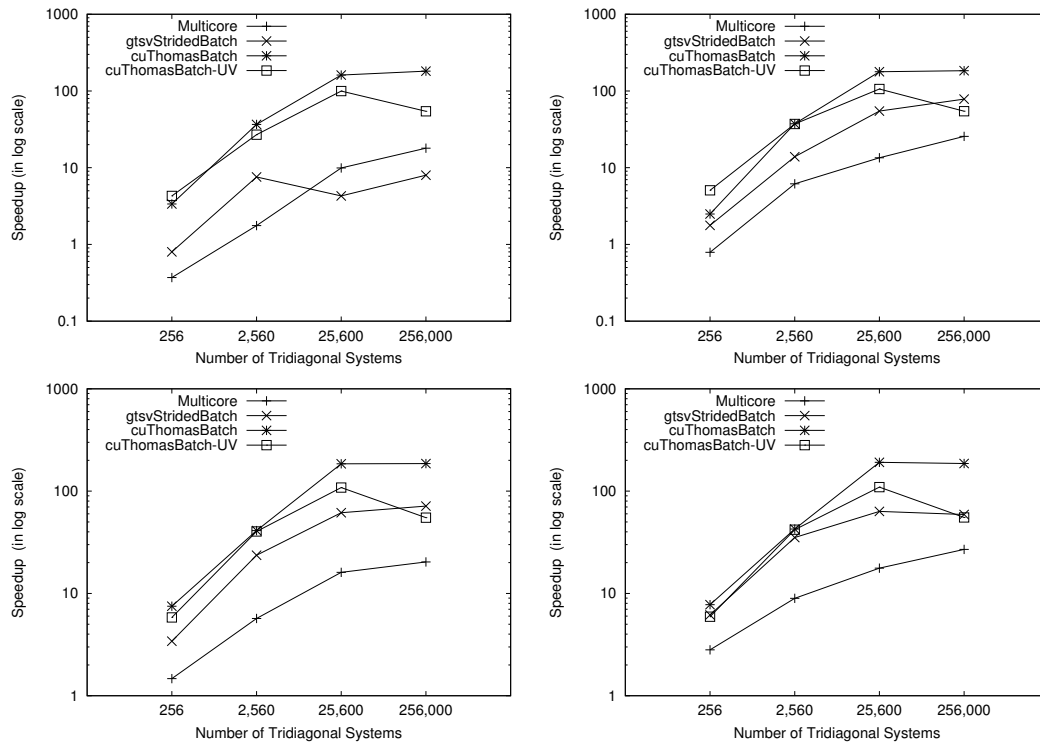 1000
100
10
1
0.1
Speedup (in log scale)
Multicore
gtsvStridedBatch
cuThomasBatch
cuThomasBatch-UV
256
2,560
25,600
256,000
Number of Tridiagonal Systems
1000
100
10
1
0.1
Speedup (in log scale)
Multicore
gtsvStridedBatch
cuThomasBatch
cuThomasBatch-UV
256
2,560
25,600
256,000
Number of Tridiagonal Systems
1000
100
10
1
Speedup (in log scale)
Multicore
gtsvStridedBatch
cuThomasBatch
cuThomasBatch-UV
256
2,560
25,600
256,000
Number of Tridiagonal Systems
1000
100
10
1
Speedup (in log scale)
Multicore
gtsvStridedBatch
cuThomasBatch
cuThomasBatch-UV
256
2,560
25,600
256,000
Number of Tridiagonal Systems